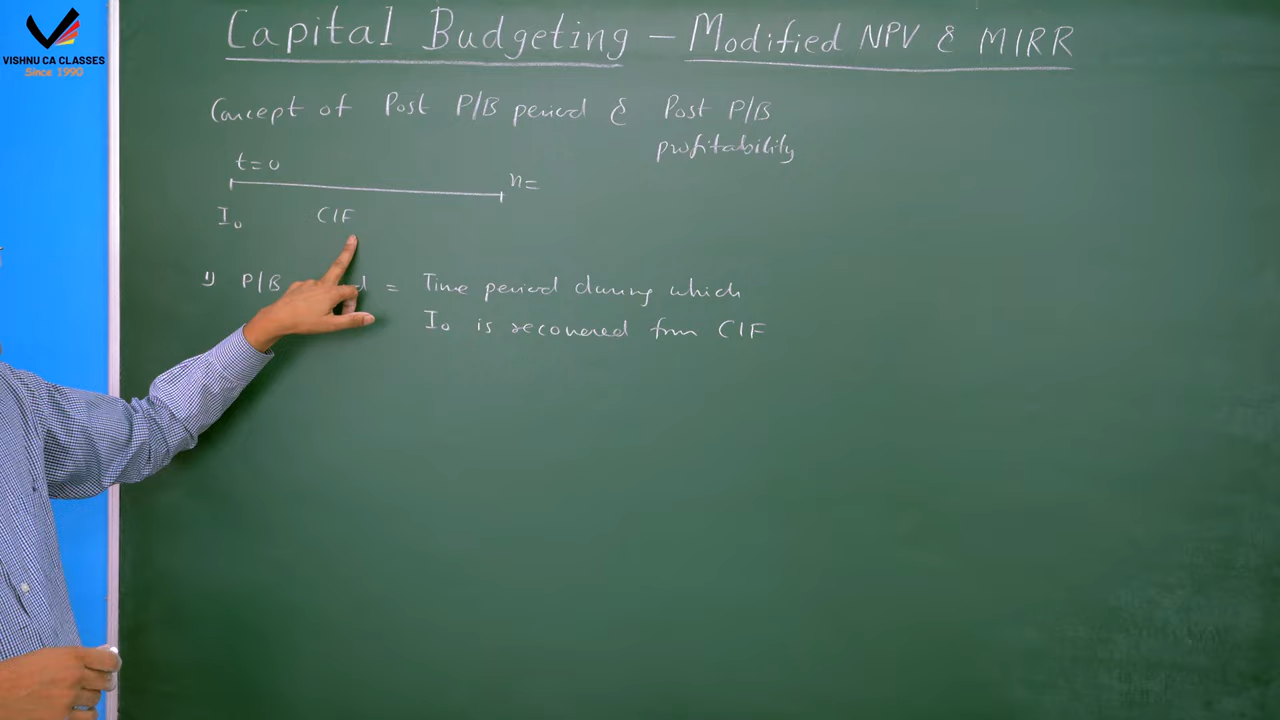 VISHNU CA CLASSES
Since 1990
Capital Budgeting – Modified NPV & MIRR
Concept of Post P/B period & Post P/B
profitability
t=0
n=
I₀ CIF
1) P/B = Time period during which
I₀ is recovered from CIF